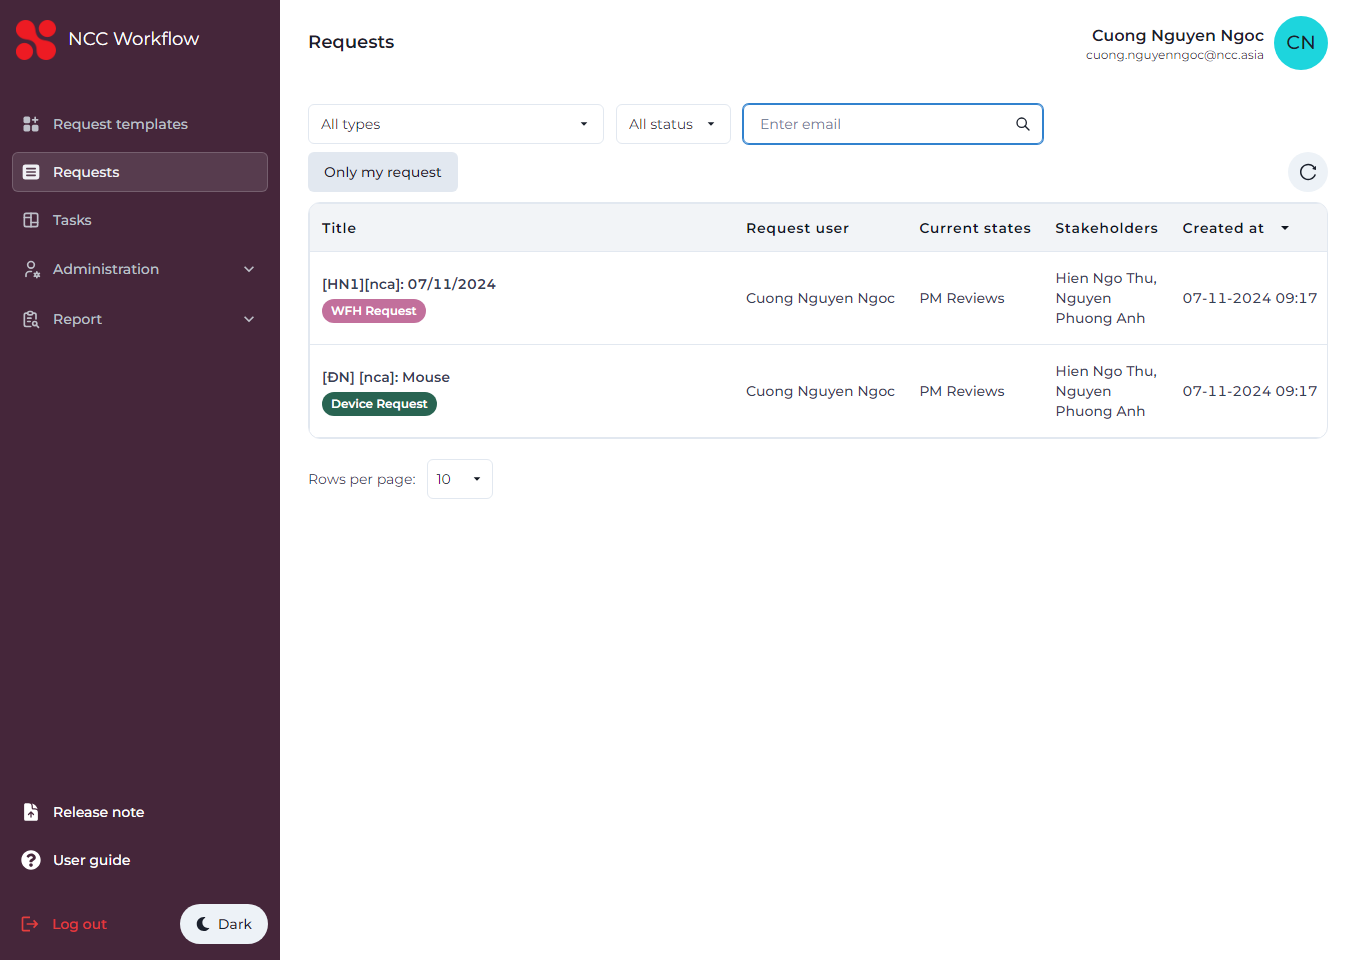 NCC Workflow
Request templates
Requests
Tasks
Administration
Report
Release note
User guide
Log out
Dark
Requests
Cuong Nguyen Ngoc
cuong.nguyenngoc@ncc.asia
CN
All types
All status
Enter email
Only my request
Title Request user Current states Stakeholders Created at
[HN1][nca]: 07/11/2024
WFH Request
Cuong Nguyen Ngoc
PM Reviews
Hien Ngo Thu,
Nguyen
Phuong Anh
07-11-2024 09:17
[ĐN] [nca]: Mouse
Device Request
Cuong Nguyen Ngoc
PM Reviews
Hien Ngo Thu,
Nguyen
Phuong Anh
07-11-2024 09:17
Rows per page: 10